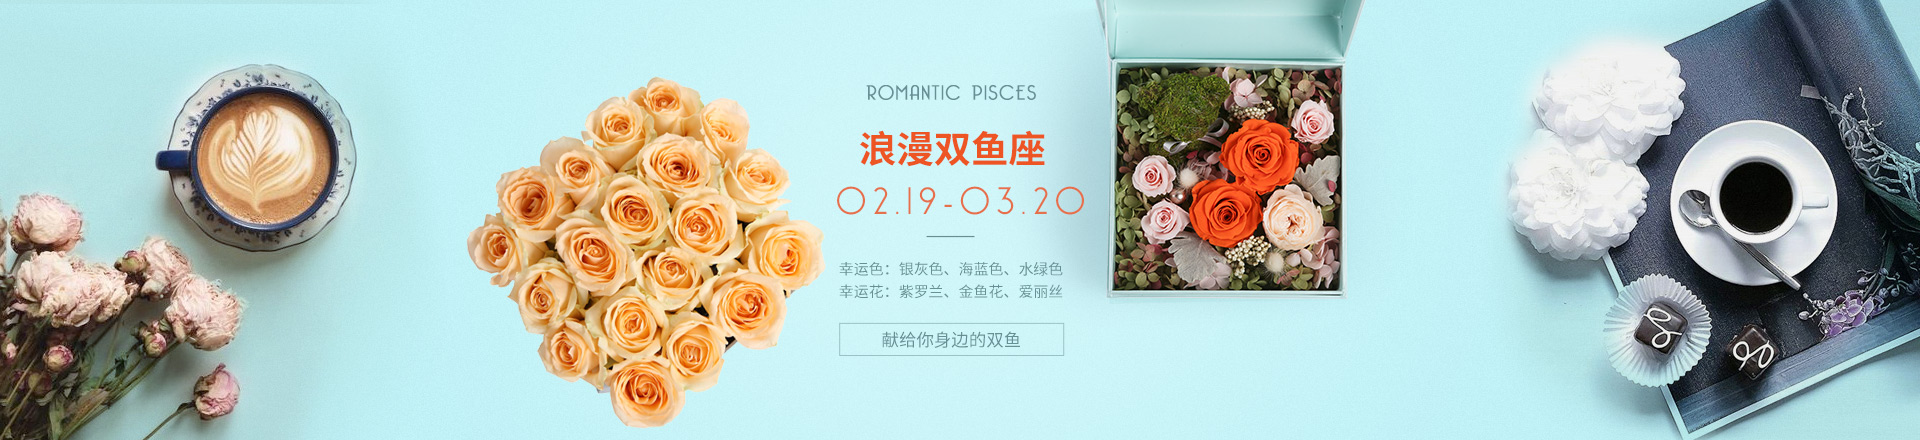 ROMANTIC PISCES
浪漫双鱼座
02.19-03.20
幸运色：银灰色、海蓝色、水绿色
幸运花：紫罗兰、金鱼花、爱丽丝
献给你身边的双鱼